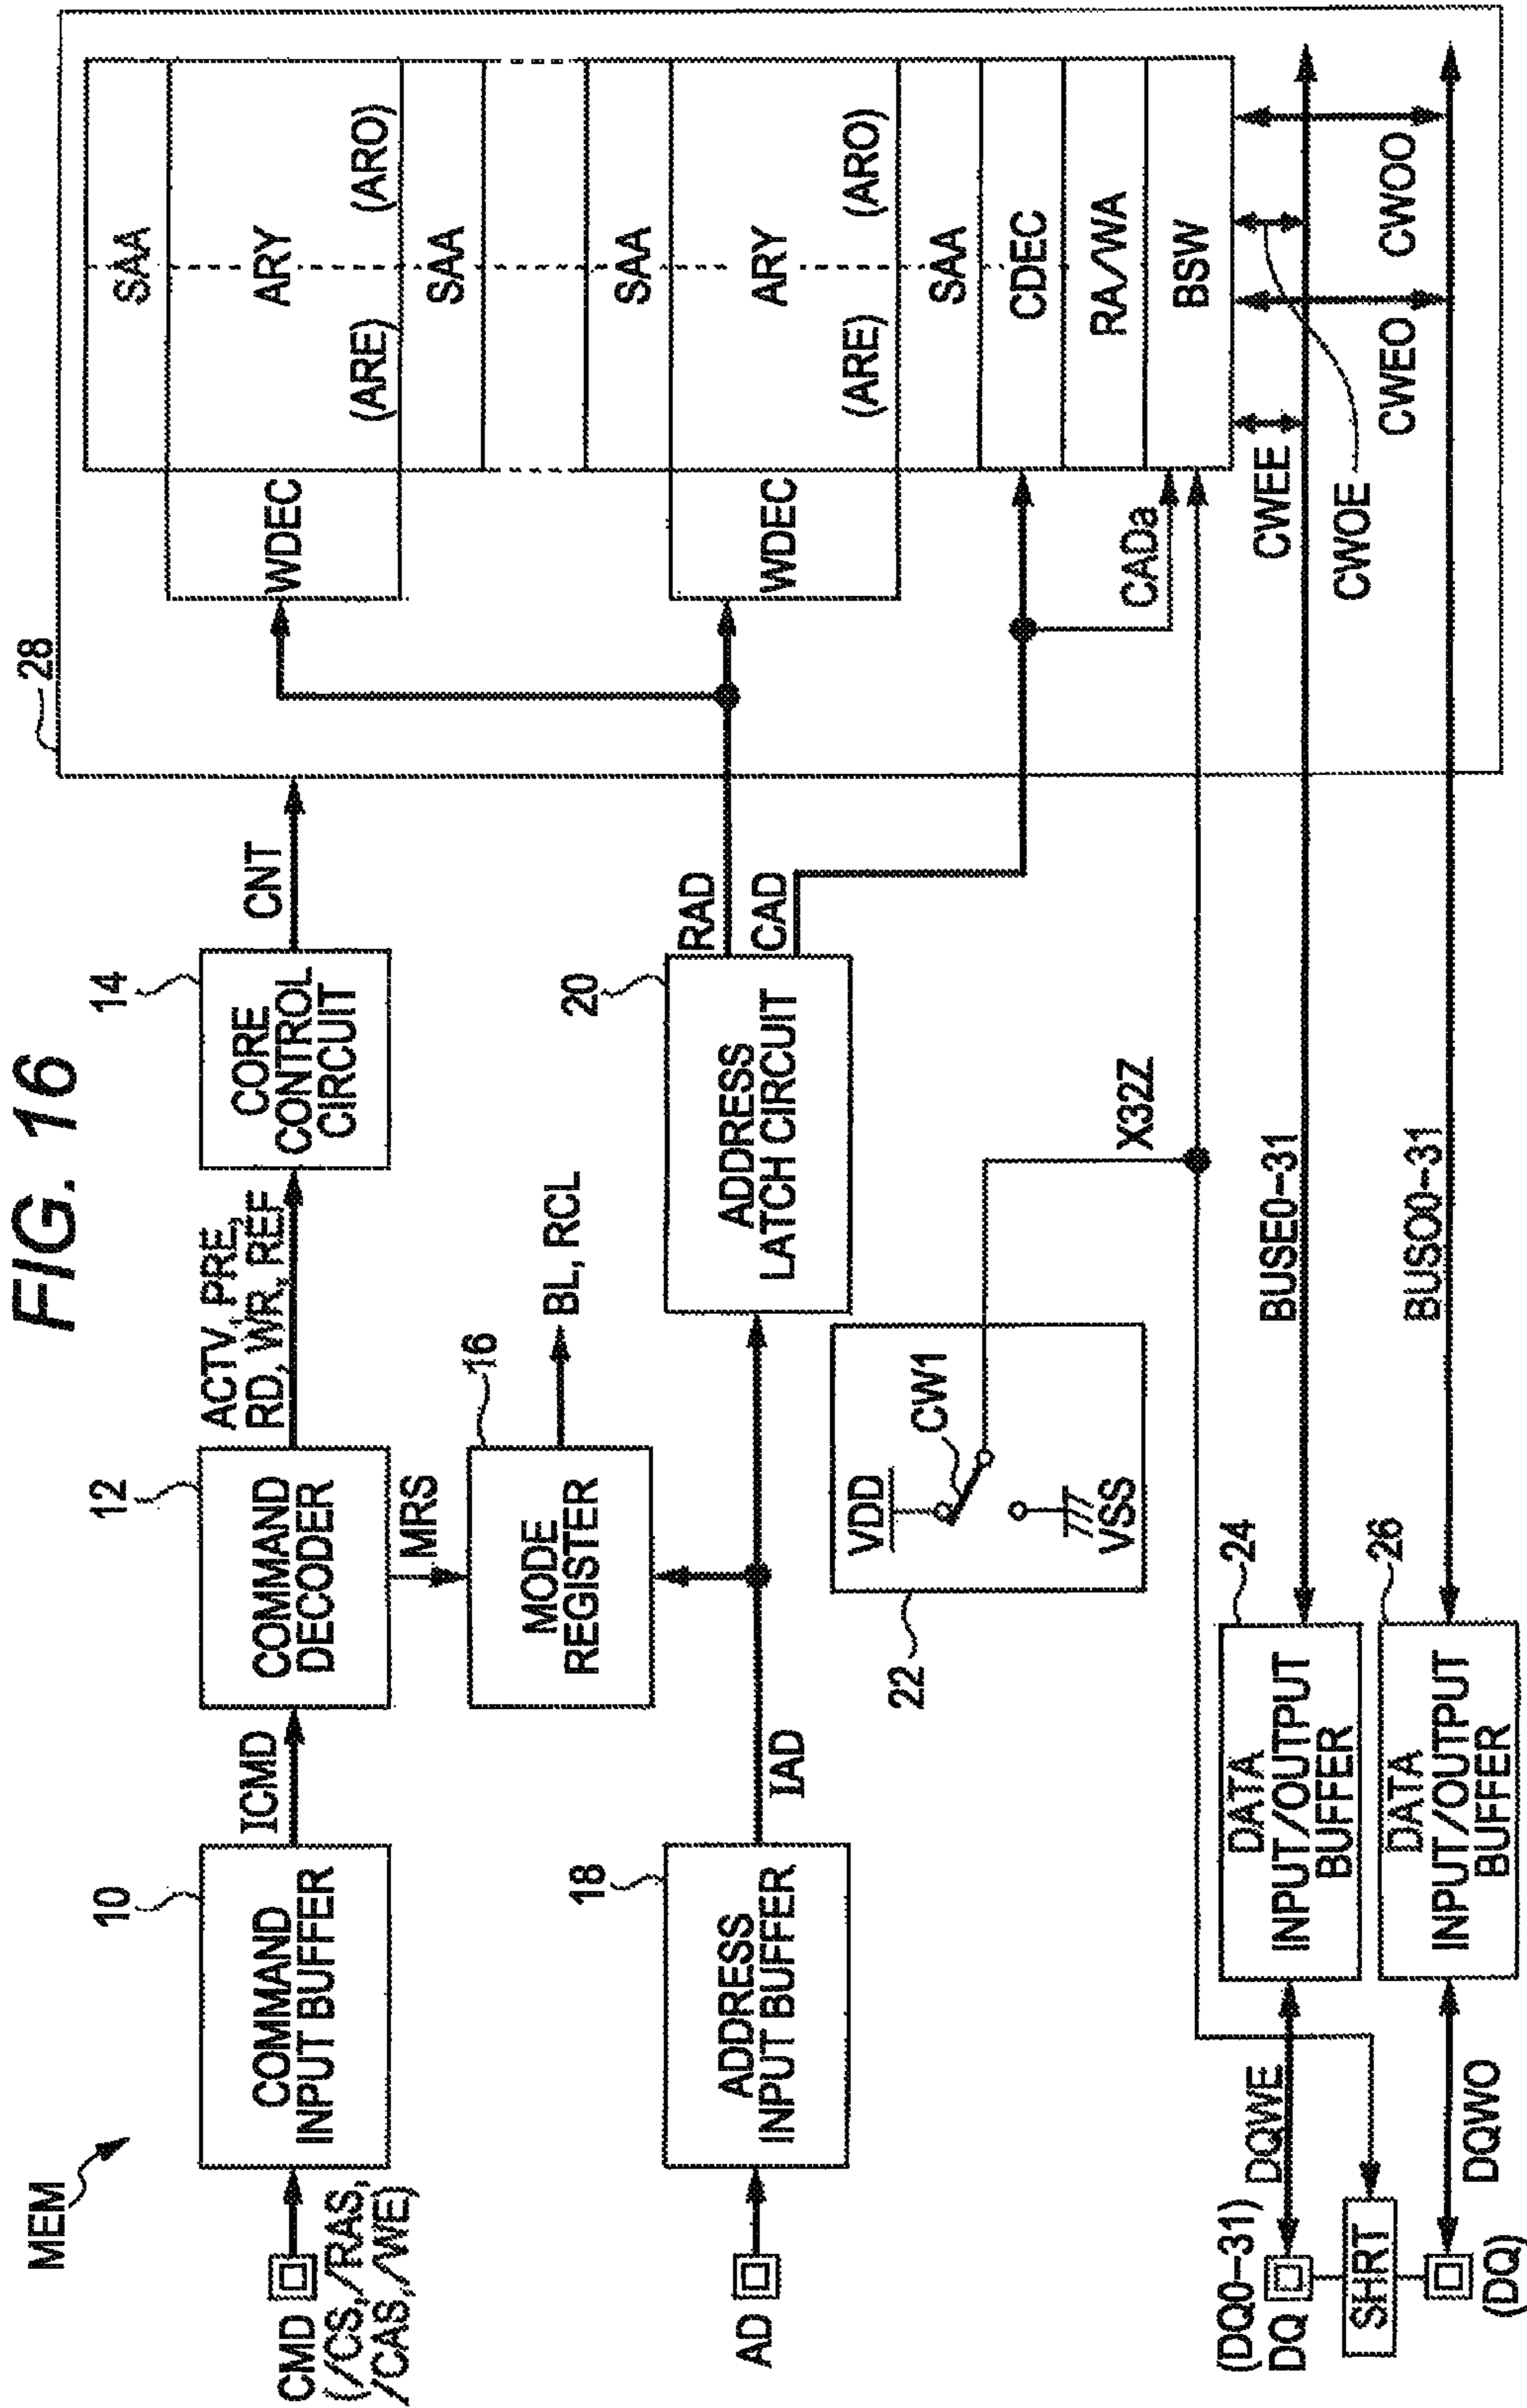 FIG. 16
MEM
CMD
(/CS,/RAS,
/CAS,/WE)
10
COMMAND
INPUT BUFFER
ICMD
12
COMMAND
DECODER
ACTV, PRE,
RD, WR, REF
14
CORE
CONTROL
CIRCUIT
CNT
28
MRS
16
MODE
REGISTER
BL, RCL
AD
18
ADDRESS
INPUT BUFFER
IAD
20
ADDRESS
LATCH CIRCUIT
RAD
CAD
22
VDD
CW1
VSS
X32Z
WDEC
WDEC
SAA
ARY
(ARE)
(ARO)
SAA
SAA
ARY
(ARE)
(ARO)
SAA
CDEC
RA/WA
BSW
CADa
CWEE
CWOE
CWEO
CWOO
(DQ0-31)
DQ
DQWE
24
DATA
INPUT/OUTPUT
BUFFER
BUSE0-31
SHRT
(DQ)
DQWO
26
DATA
INPUT/OUTPUT
BUFFER
BUSO0-31